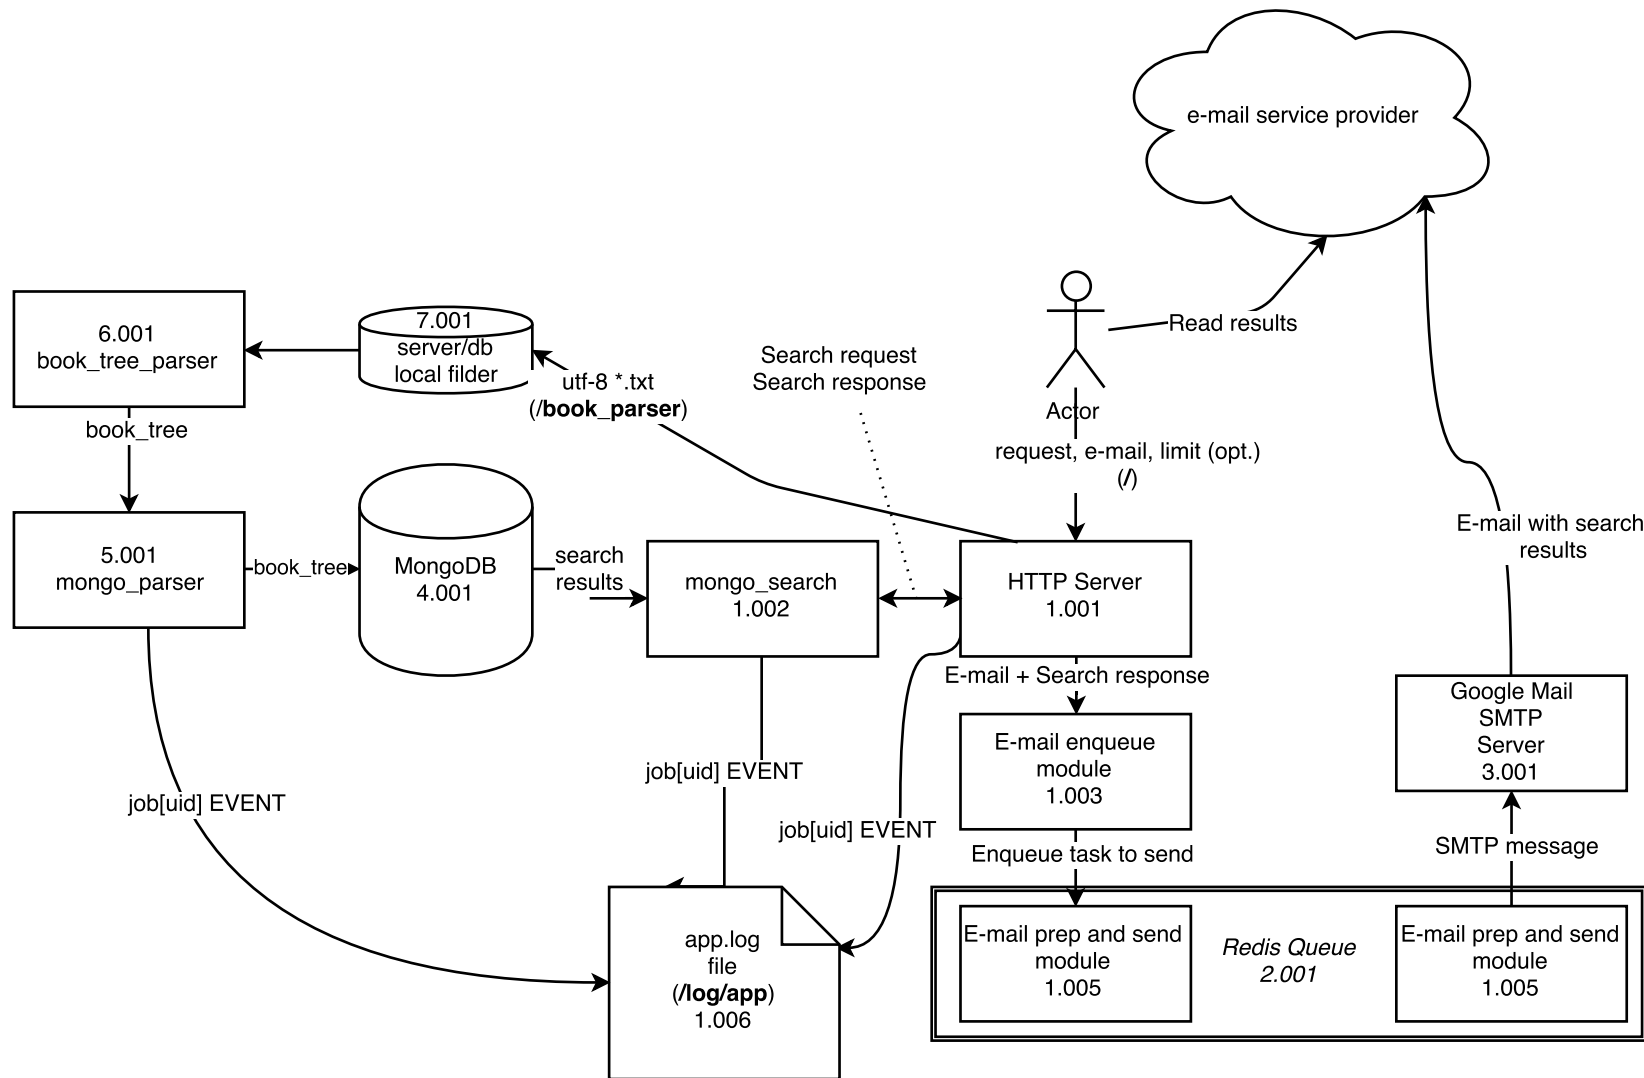 e-mail service provider
Read results
Actor
request, e-mail, limit (opt.)
(/)
Search request
Search response
6.001
book_tree_parser
7.001
server/db
local filder
utf-8 *.txt
(/book_parser)
book_tree
5.001
mongo_parser
book_tree
MongoDB
4.001
search
results
mongo_search
1.002
HTTP Server
1.001
E-mail with search
results
E-mail + Search response
E-mail enqueue
module
1.003
Google Mail
SMTP
Server
3.001
job[uid] EVENT
job[uid] EVENT
job[uid] EVENT
Enqueue task to send
SMTP message
app.log
file
(/log/app)
1.006
E-mail prep and send
module
1.005
Redis Queue
2.001
E-mail prep and send
module
1.005